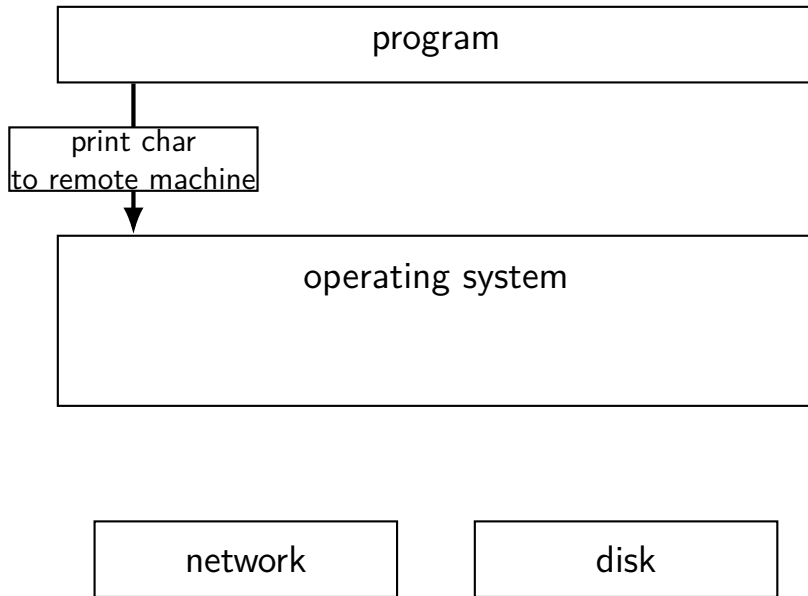 program
print char
to remote machine
operating system
network
disk